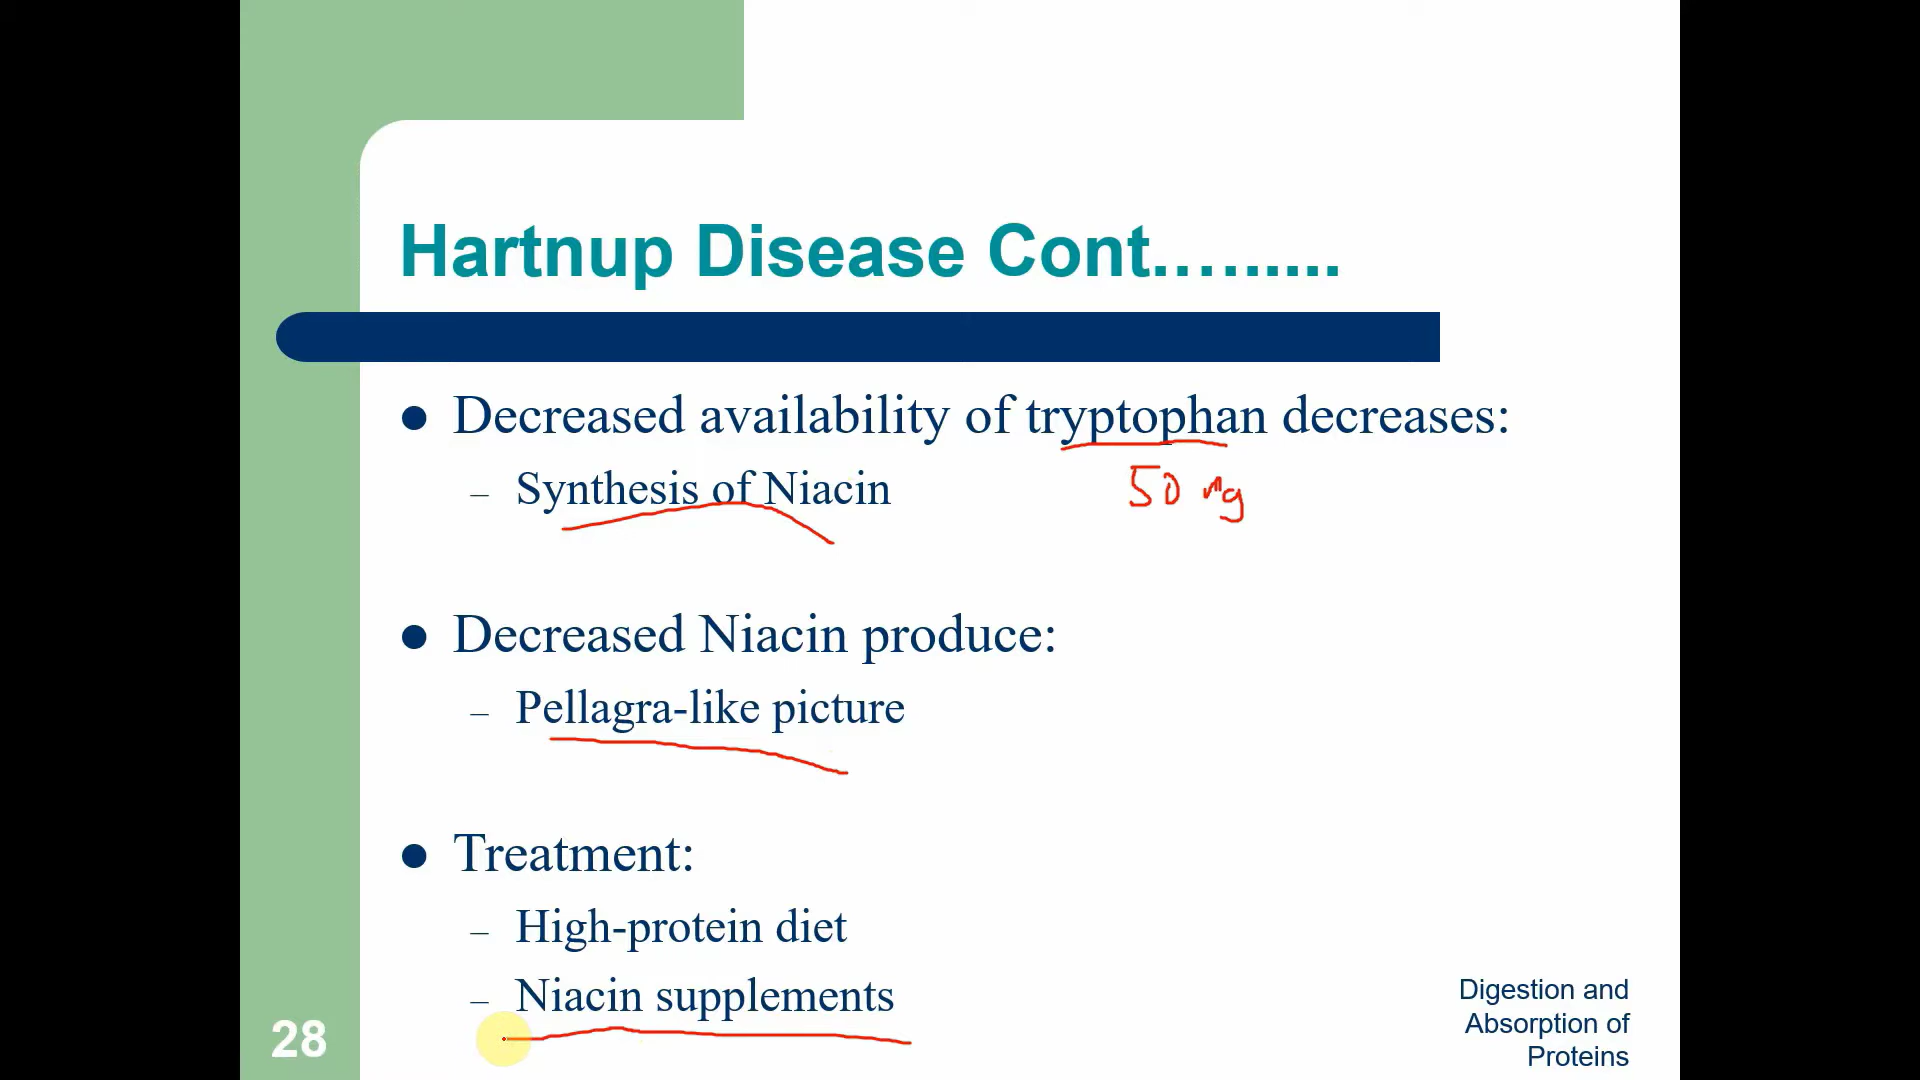 Hartnup Disease Cont.…......
Decreased availability of tryptophan decreases:
– Synthesis of Niacin
50 mg
Decreased Niacin produce:
– Pellagra-like picture
Treatment:
– High-protein diet
– Niacin supplements
28
Digestion and
Absorption of
Proteins